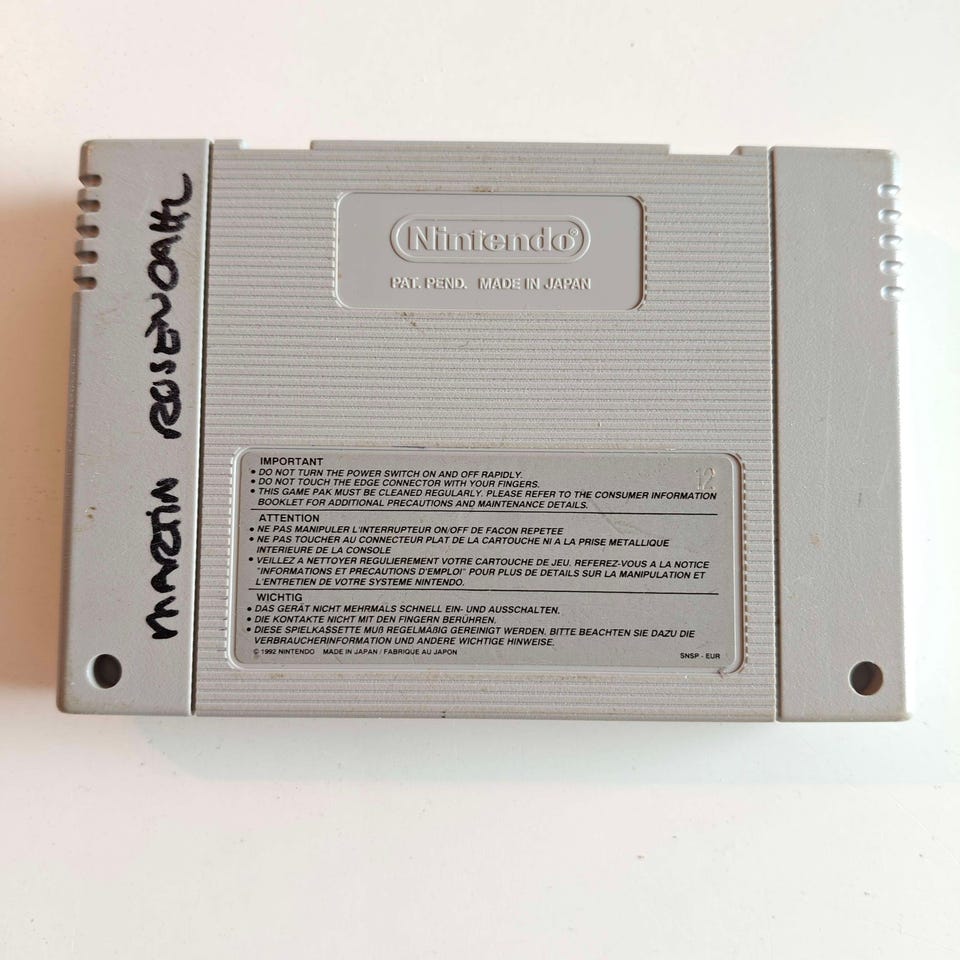 MARTIN ROSENDAHL
Nintendo®
PAT. PEND. MADE IN JAPAN
12
IMPORTANT
• DO NOT TURN THE POWER SWITCH ON AND OFF RAPIDLY.
• DO NOT TOUCH THE EDGE CONNECTOR WITH YOUR FINGERS.
• THIS GAME PAK MUST BE CLEANED REGULARLY. PLEASE REFER TO THE CONSUMER INFORMATION
BOOKLET FOR ADDITIONAL PRECAUTIONS AND MAINTENANCE DETAILS.
ATTENTION
• NE PAS MANIPULER L'INTERRUPTEUR ON/OFF DE FACON REPETEE
• NE PAS TOUCHER AU CONNECTEUR PLAT DE LA CARTOUCHE NI A LA PRISE METALLIQUE
INTERIEURE DE LA CONSOLE
• VEILLEZ A NETTOYER REGULIEREMENT VOTRE CARTOUCHE DE JEU. REFEREZ-VOUS A LA NOTICE
"INFORMATIONS ET PRECAUTIONS D'EMPLOI" POUR PLUS DE DETAILS SUR LA MANIPULATION ET
L'ENTRETIEN DE VOTRE SYSTEME NINTENDO.
WICHTIG
• DAS GERÄT NICHT MEHRMALS SCHNELL EIN- UND AUSSCHALTEN.
• DIE KONTAKTE NICHT MIT DEN FINGERN BERÜHREN.
• DIESE SPIELKASSETTE MUß REGELMÄßIG GEREINIGT WERDEN. BITTE BEACHTEN SIE DAZU DIE
VERBRAUCHERINFORMATION UND ANDERE WICHTIGE HINWEISE.
© 1992 NINTENDO MADE IN JAPAN / FABRIQUE AU JAPON SNSP - EUR